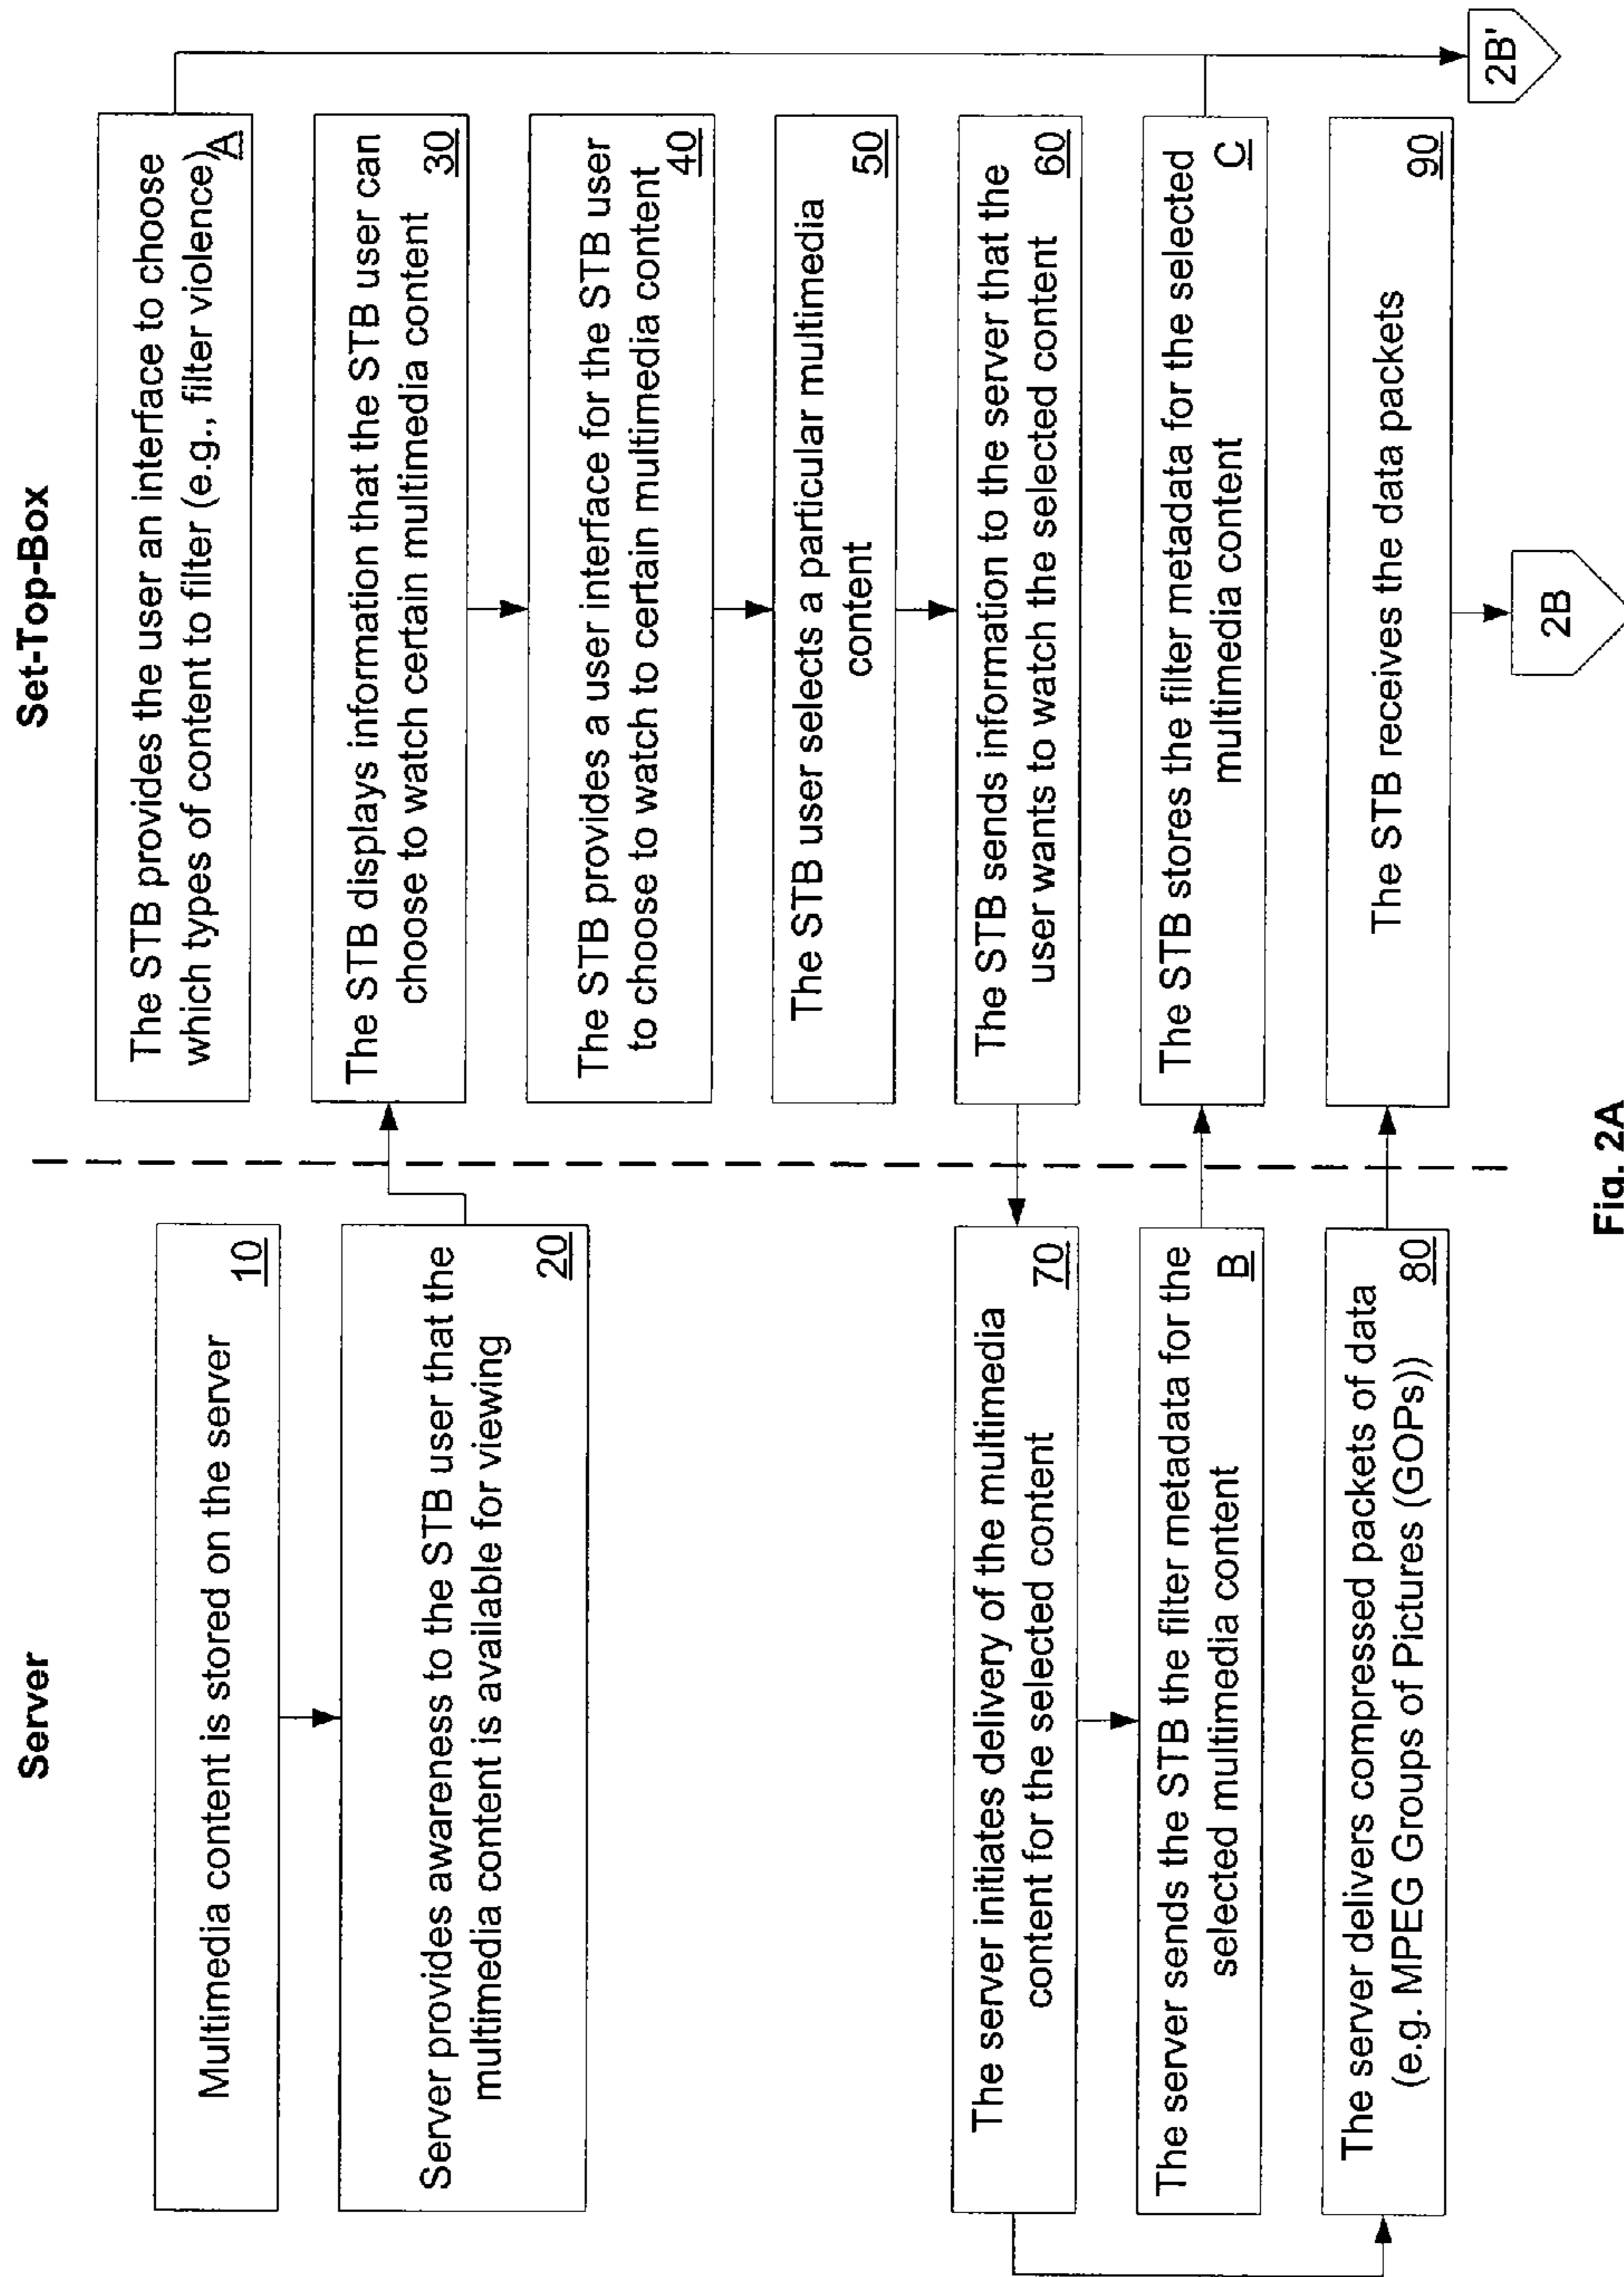 Server
Set-Top-Box
Multimedia content is stored on the server
10
Server provides awareness to the STB user that the
multimedia content is available for viewing
20
The STB provides the user an interface to choose
which types of content to filter (e.g., filter violence)
A
The STB displays information that the STB user can
choose to watch certain multimedia content
30
The STB provides a user interface for the STB user
to choose to watch to certain multimedia content
40
The STB user selects a particular multimedia
content
50
The STB sends information to the server that the
user wants to watch the selected content
60
The server initiates delivery of the multimedia
content for the selected content
70
The server sends the STB the filter metadata for the
selected multimedia content
B
The STB stores the filter metadata for the selected
multimedia content
C
The server delivers compressed packets of data
(e.g. MPEG Groups of Pictures (GOPs))
80
The STB receives the data packets
90
2B
2B'
Fig. 2A